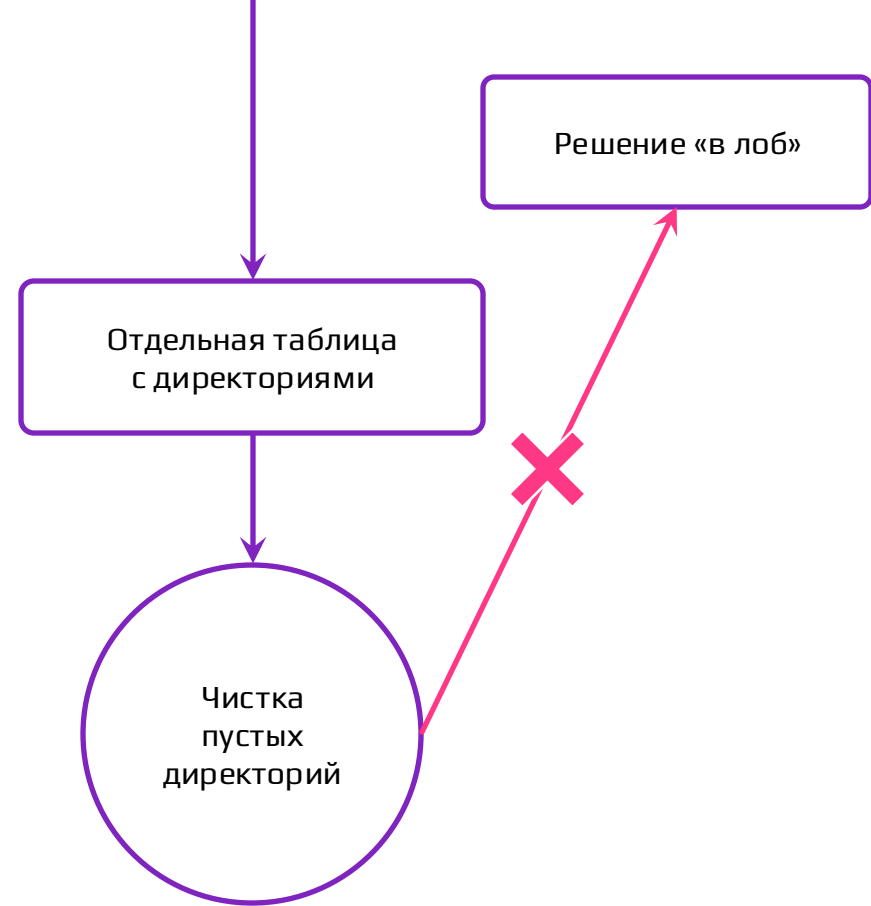 Решение «в лоб»
Отдельная таблица
с директориями
Чистка
пустых
директорий